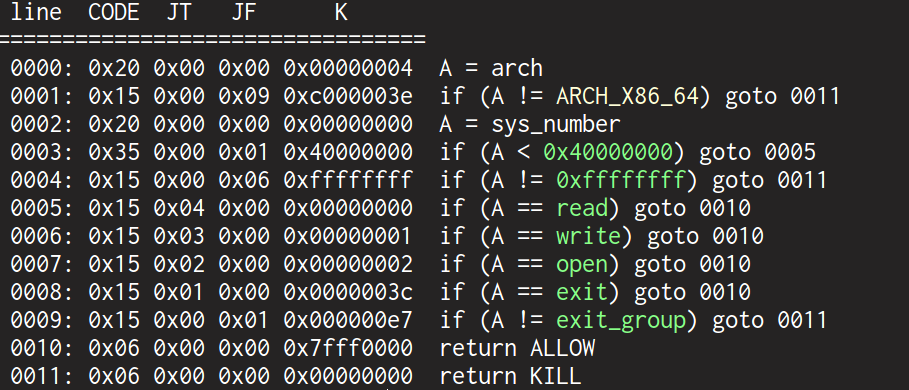 line  CODE  JT   JF      K
=================================
0000: 0x20 0x00 0x00 0x00000004  A = arch
0001: 0x15 0x00 0x09 0xc000003e  if (A != ARCH_X86_64) goto 0011
0002: 0x20 0x00 0x00 0x00000000  A = sys_number
0003: 0x35 0x00 0x01 0x40000000  if (A < 0x40000000) goto 0005
0004: 0x15 0x00 0x06 0xffffffff  if (A != 0xffffffff) goto 0011
0005: 0x15 0x04 0x00 0x00000000  if (A == read) goto 0010
0006: 0x15 0x03 0x00 0x00000001  if (A == write) goto 0010
0007: 0x15 0x02 0x00 0x00000002  if (A == open) goto 0010
0008: 0x15 0x01 0x00 0x0000003c  if (A == exit) goto 0010
0009: 0x15 0x00 0x01 0x000000e7  if (A != exit_group) goto 0011
0010: 0x06 0x00 0x00 0x7fff0000  return ALLOW
0011: 0x06 0x00 0x00 0x00000000  return KILL